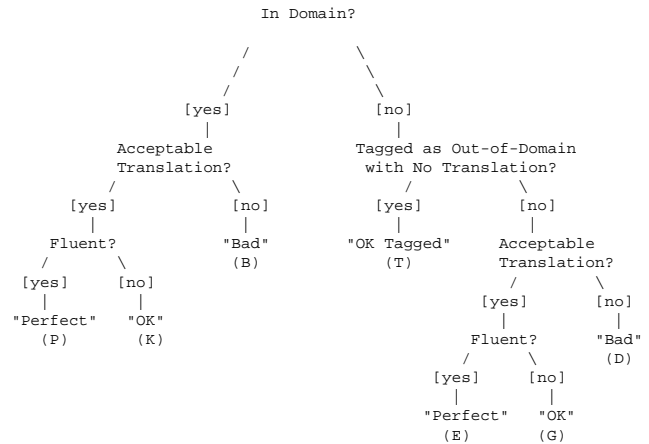 In Domain?
/ \
/ \
/ \
[yes] [no]
| |
Acceptable Tagged as Out-of-Domain
Translation? with No Translation?
/ \ / \
[yes] [no] [yes] [no]
| | | |
Fluent? "Bad" "OK Tagged" Acceptable
/ \ (B) (T) Translation?
[yes] [no] / \
| | [yes] [no]
"Perfect" "OK" | |
(P) (K) Fluent? "Bad"
/ \ (D)
[yes] [no]
| |
"Perfect" "OK"
(E) (G)